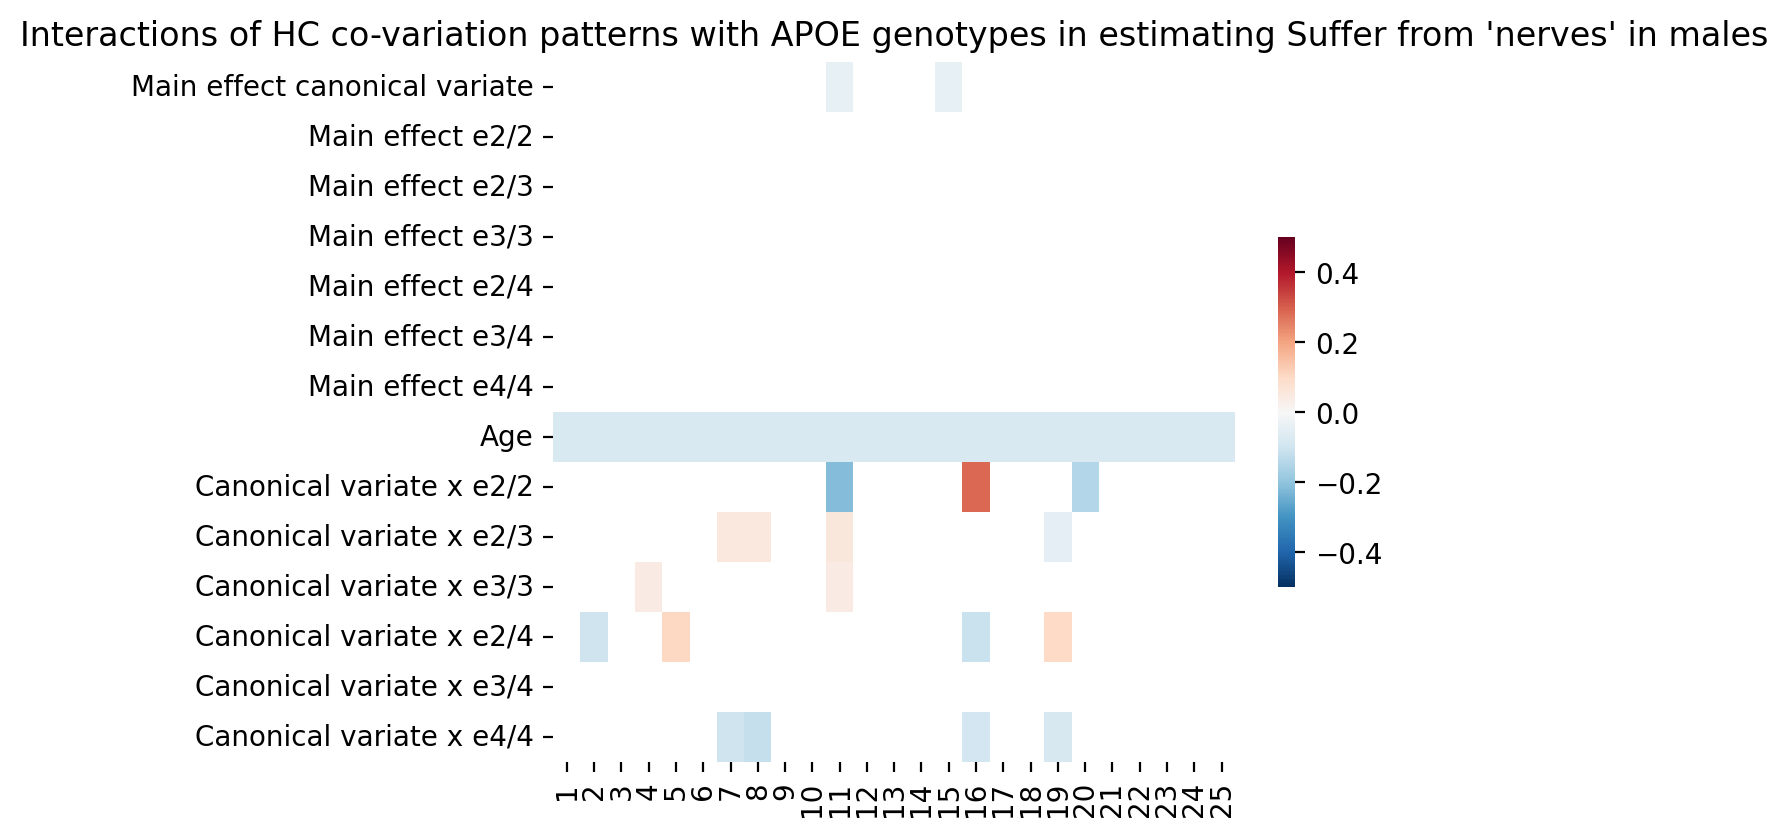 Interactions of HC co-variation patterns with APOE genotypes in estimating Suffer from 'nerves' in males
Main effect canonical variate
Main effect e2/2
Main effect e2/3
Main effect e3/3
Main effect e2/4
Main effect e3/4
Main effect e4/4
Age
Canonical variate x e2/2
Canonical variate x e2/3
Canonical variate x e3/3
Canonical variate x e2/4
Canonical variate x e3/4
Canonical variate x e4/4
1 2 3 4 5 6 7 8 9 10 11 12 13 14 15 16 17 18 19 20 21 22 23 24 25
0.4
0.2
0.0
−0.2
−0.4